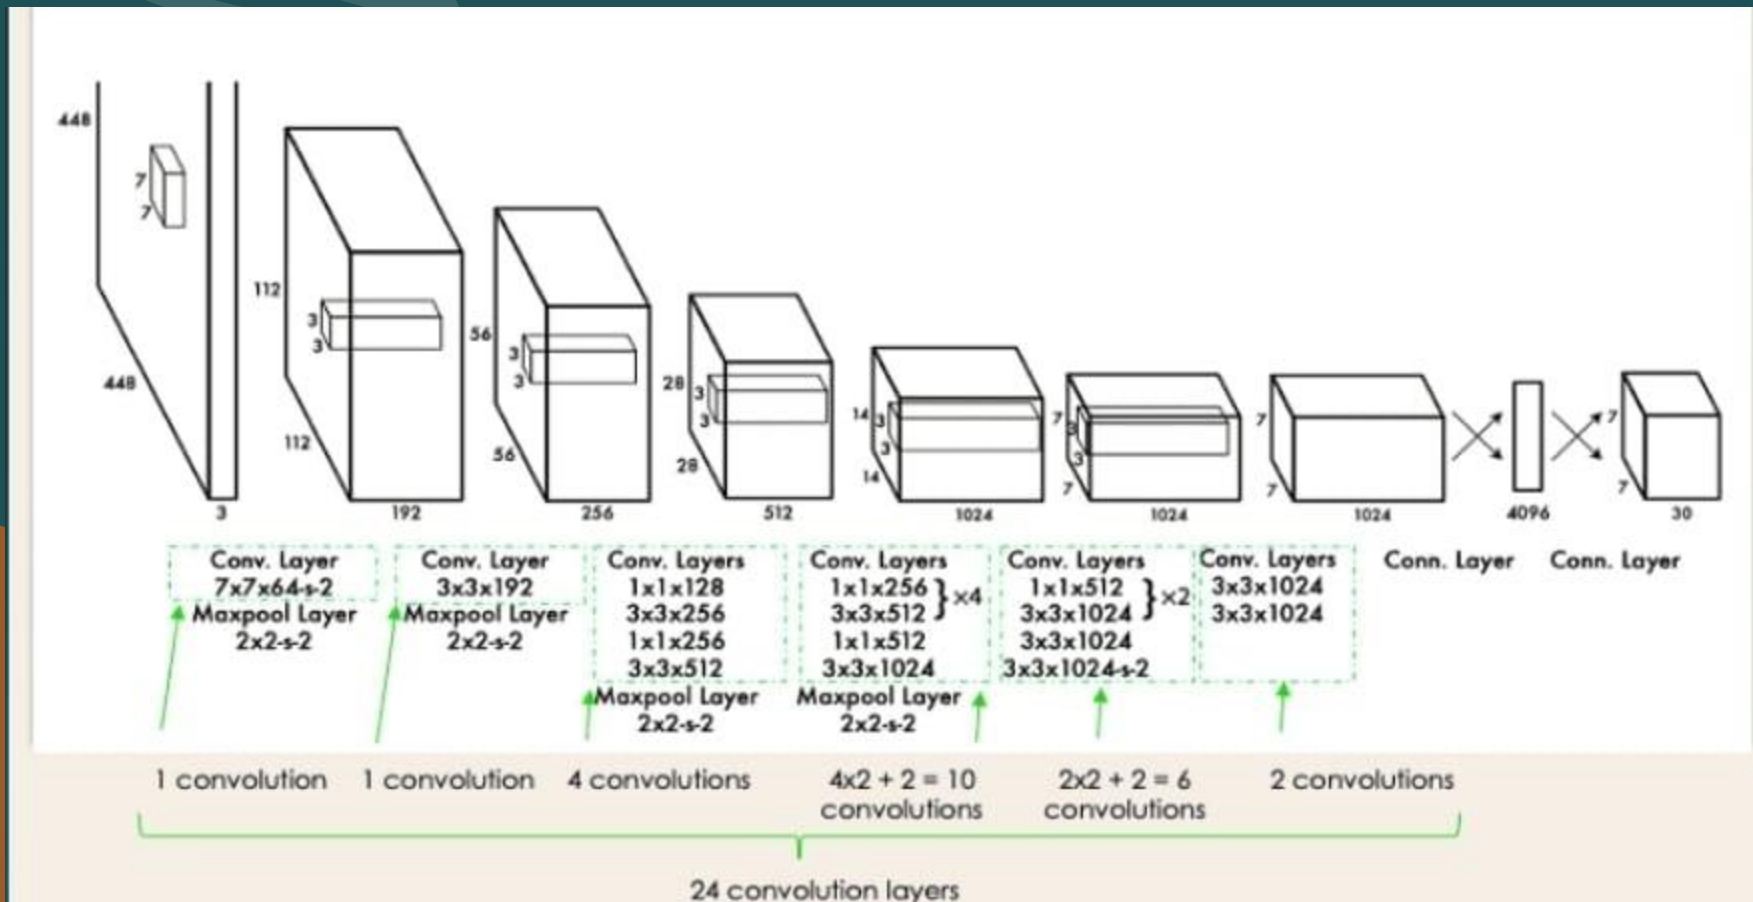 448
7
7
448
3
112
3
3
112
192
56
3
3
56
256
28
3
3
28
512
14
3
3
14
1024
7
3
3
7
1024
7
7
1024
4096
7
7
30
Conv. Layer
7x7x64-s-2
Maxpool Layer
2x2-s-2
Conv. Layer
3x3x192
Maxpool Layer
2x2-s-2
Conv. Layers
1x1x128
3x3x256
1x1x256
3x3x512
Maxpool Layer
2x2-s-2
Conv. Layers
1x1x256 } x4
3x3x512
1x1x512
3x3x1024
Maxpool Layer
2x2-s-2
Conv. Layers
1x1x512 } x2
3x3x1024
3x3x1024
3x3x1024-s-2
Conv. Layers
3x3x1024
3x3x1024
Conn. Layer
Conn. Layer
1 convolution
1 convolution
4 convolutions
4x2 + 2 = 10
convolutions
2x2 + 2 = 6
convolutions
2 convolutions
24 convolution layers